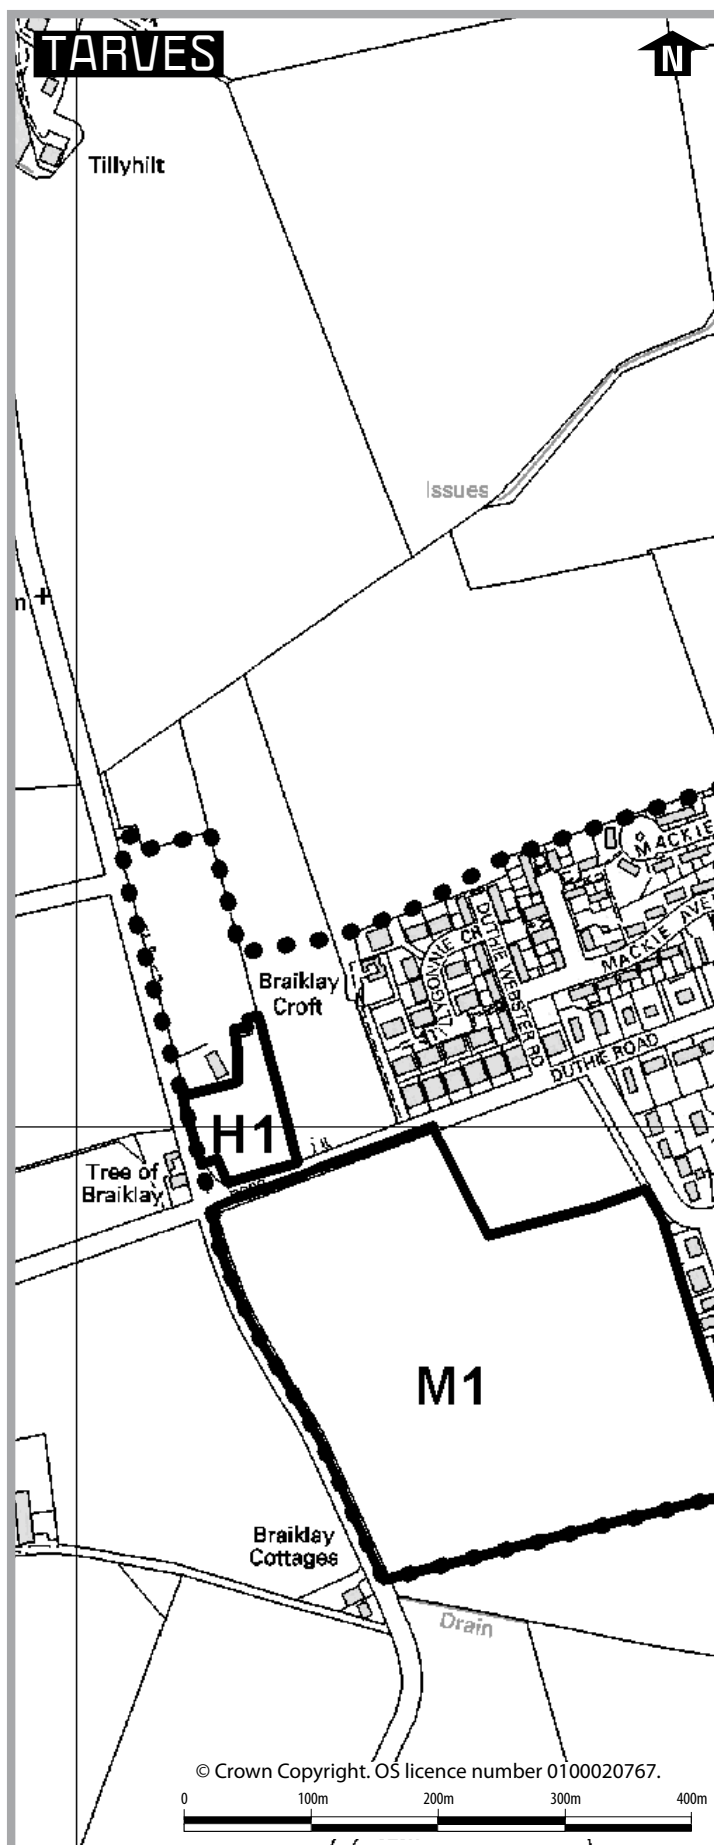 TARVES
N
Tillyhilt
Issues
n
MACKIE
MACKIE AVE
DUTHIE WEBSTER RD
Braiklay
Croft
DUTHIE ROAD
H1
Tree of
Braiklay
M1
Braiklay
Cottages
Drain
© Crown Copyright. OS licence number 0100020767.
0 100m 200m 300m 400m